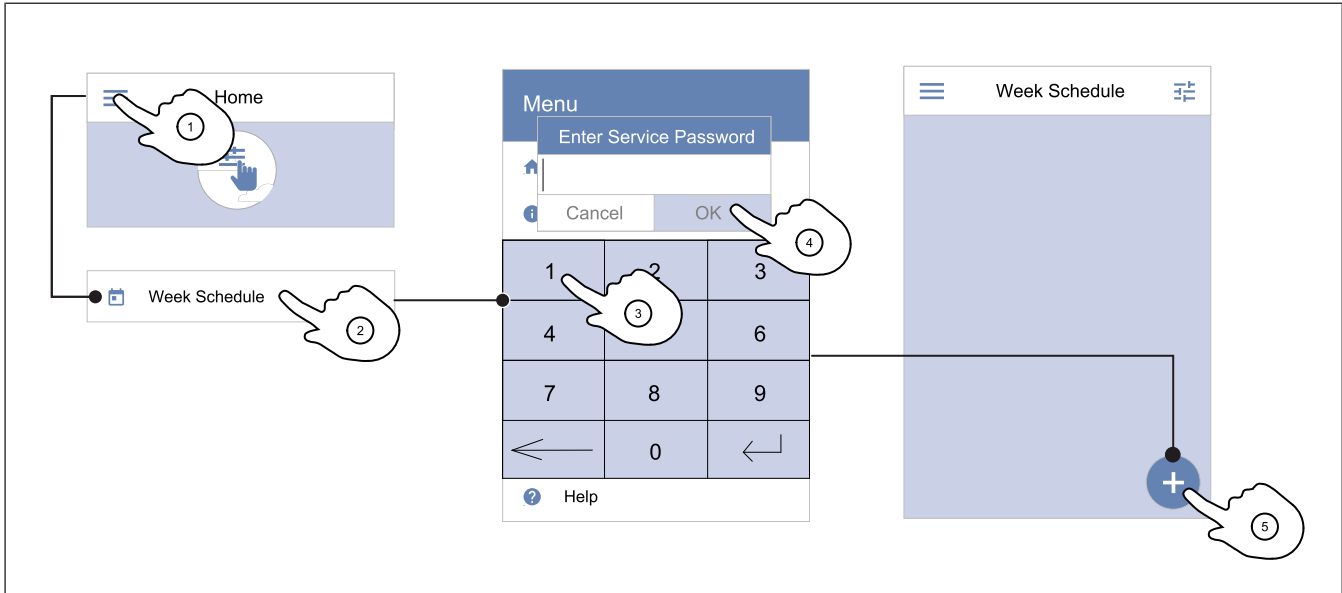 Home
1
Week Schedule
2
Menu
Enter Service Password
Cancel OK
4
1 2 3
3
4 6
7 8 9
0
Help
Week Schedule
5